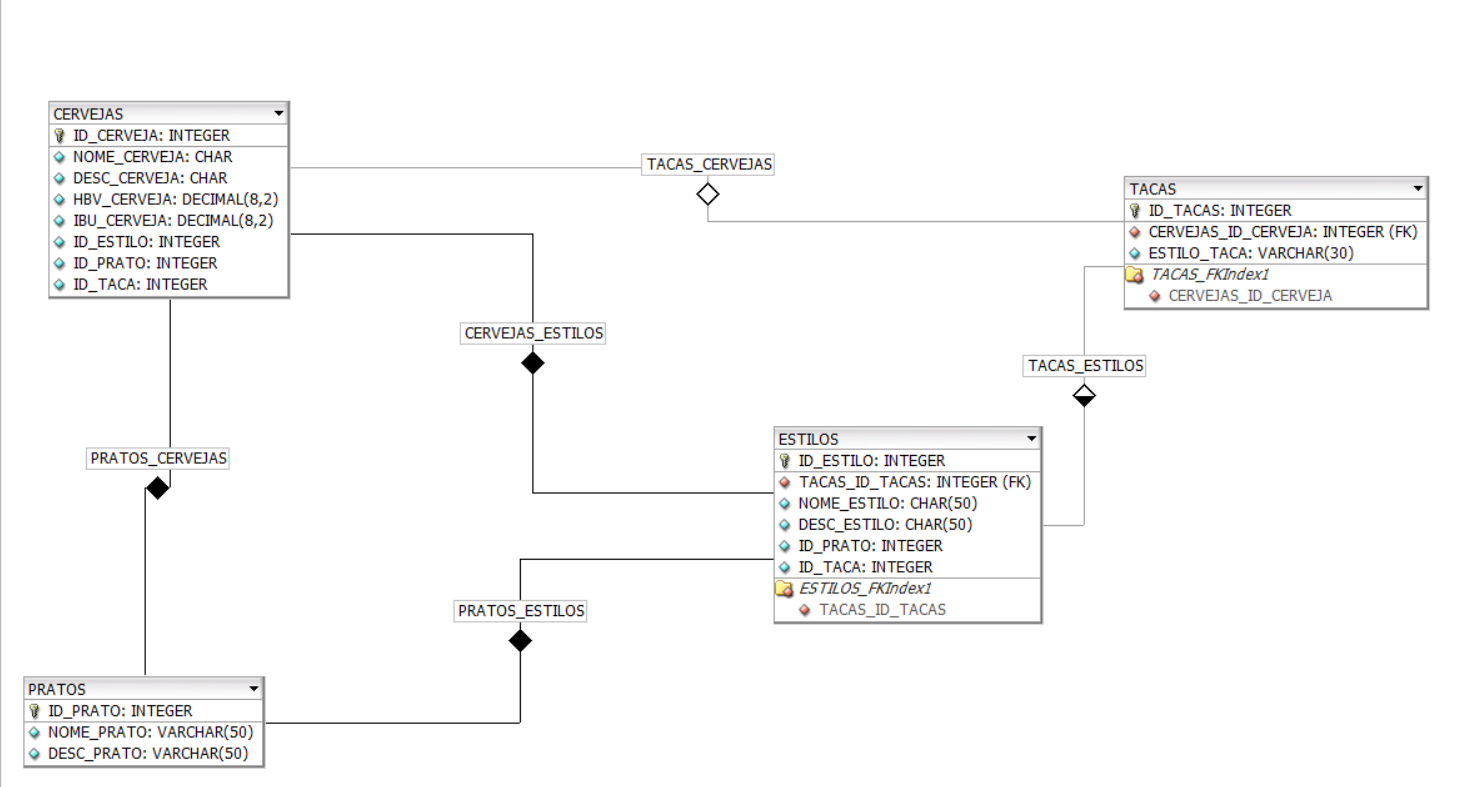 CERVEJAS
ID_CERVEJA: INTEGER
NOME_CERVEJA: CHAR
DESC_CERVEJA: CHAR
HBV_CERVEJA: DECIMAL(8,2)
IBU_CERVEJA: DECIMAL(8,2)
ID_ESTILO: INTEGER
ID_PRATO: INTEGER
ID_TACA: INTEGER
TACAS_CERVEJAS
TACAS
ID_TACAS: INTEGER
CERVEJAS_ID_CERVEJA: INTEGER (FK)
ESTILO_TACA: VARCHAR(30)
TACAS_FKIndex1
CERVEJAS_ID_CERVEJA
CERVEJAS_ESTILOS
TACAS_ESTILOS
PRATOS_CERVEJAS
ESTILOS
ID_ESTILO: INTEGER
TACAS_ID_TACAS: INTEGER (FK)
NOME_ESTILO: CHAR(50)
DESC_ESTILO: CHAR(50)
ID_PRATO: INTEGER
ID_TACA: INTEGER
ESTILOS_FKIndex1
TACAS_ID_TACAS
PRATOS_ESTILOS
PRATOS
ID_PRATO: INTEGER
NOME_PRATO: VARCHAR(50)
DESC_PRATO: VARCHAR(50)